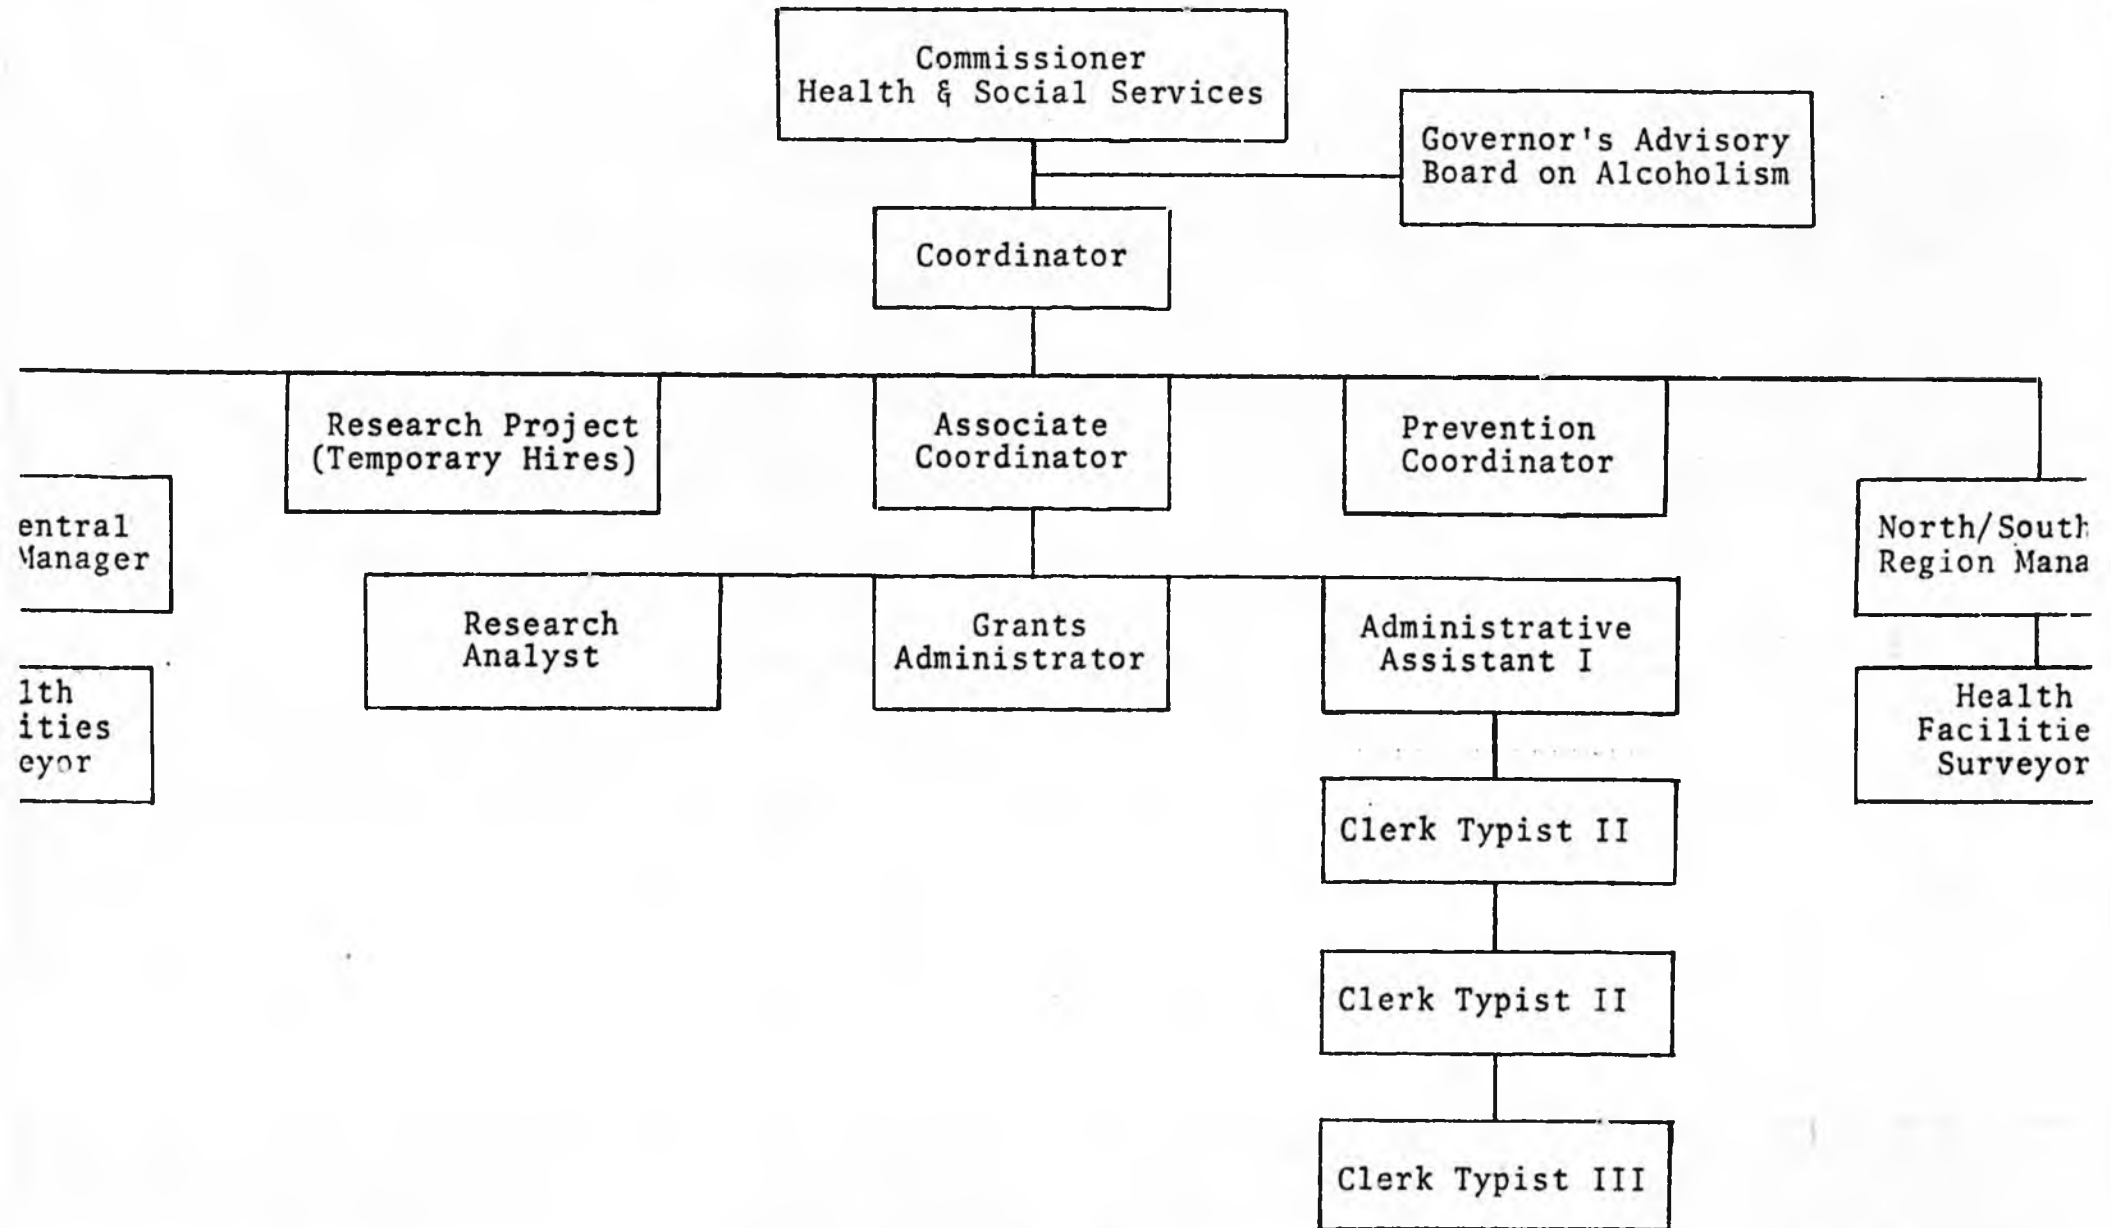 Commissioner
Health & Social Services
Governor's Advisory
Board on Alcoholism
Coordinator
Research Project
(Temporary Hires)
Associate
Coordinator
Prevention
Coordinator
entral
Manager
North/South
Region Mana
Research
Analyst
Grants
Administrator
Administrative
Assistant I
lth
ities
eyor
Health
Facilitie
Surveyor
Clerk Typist II
Clerk Typist II
Clerk Typist III